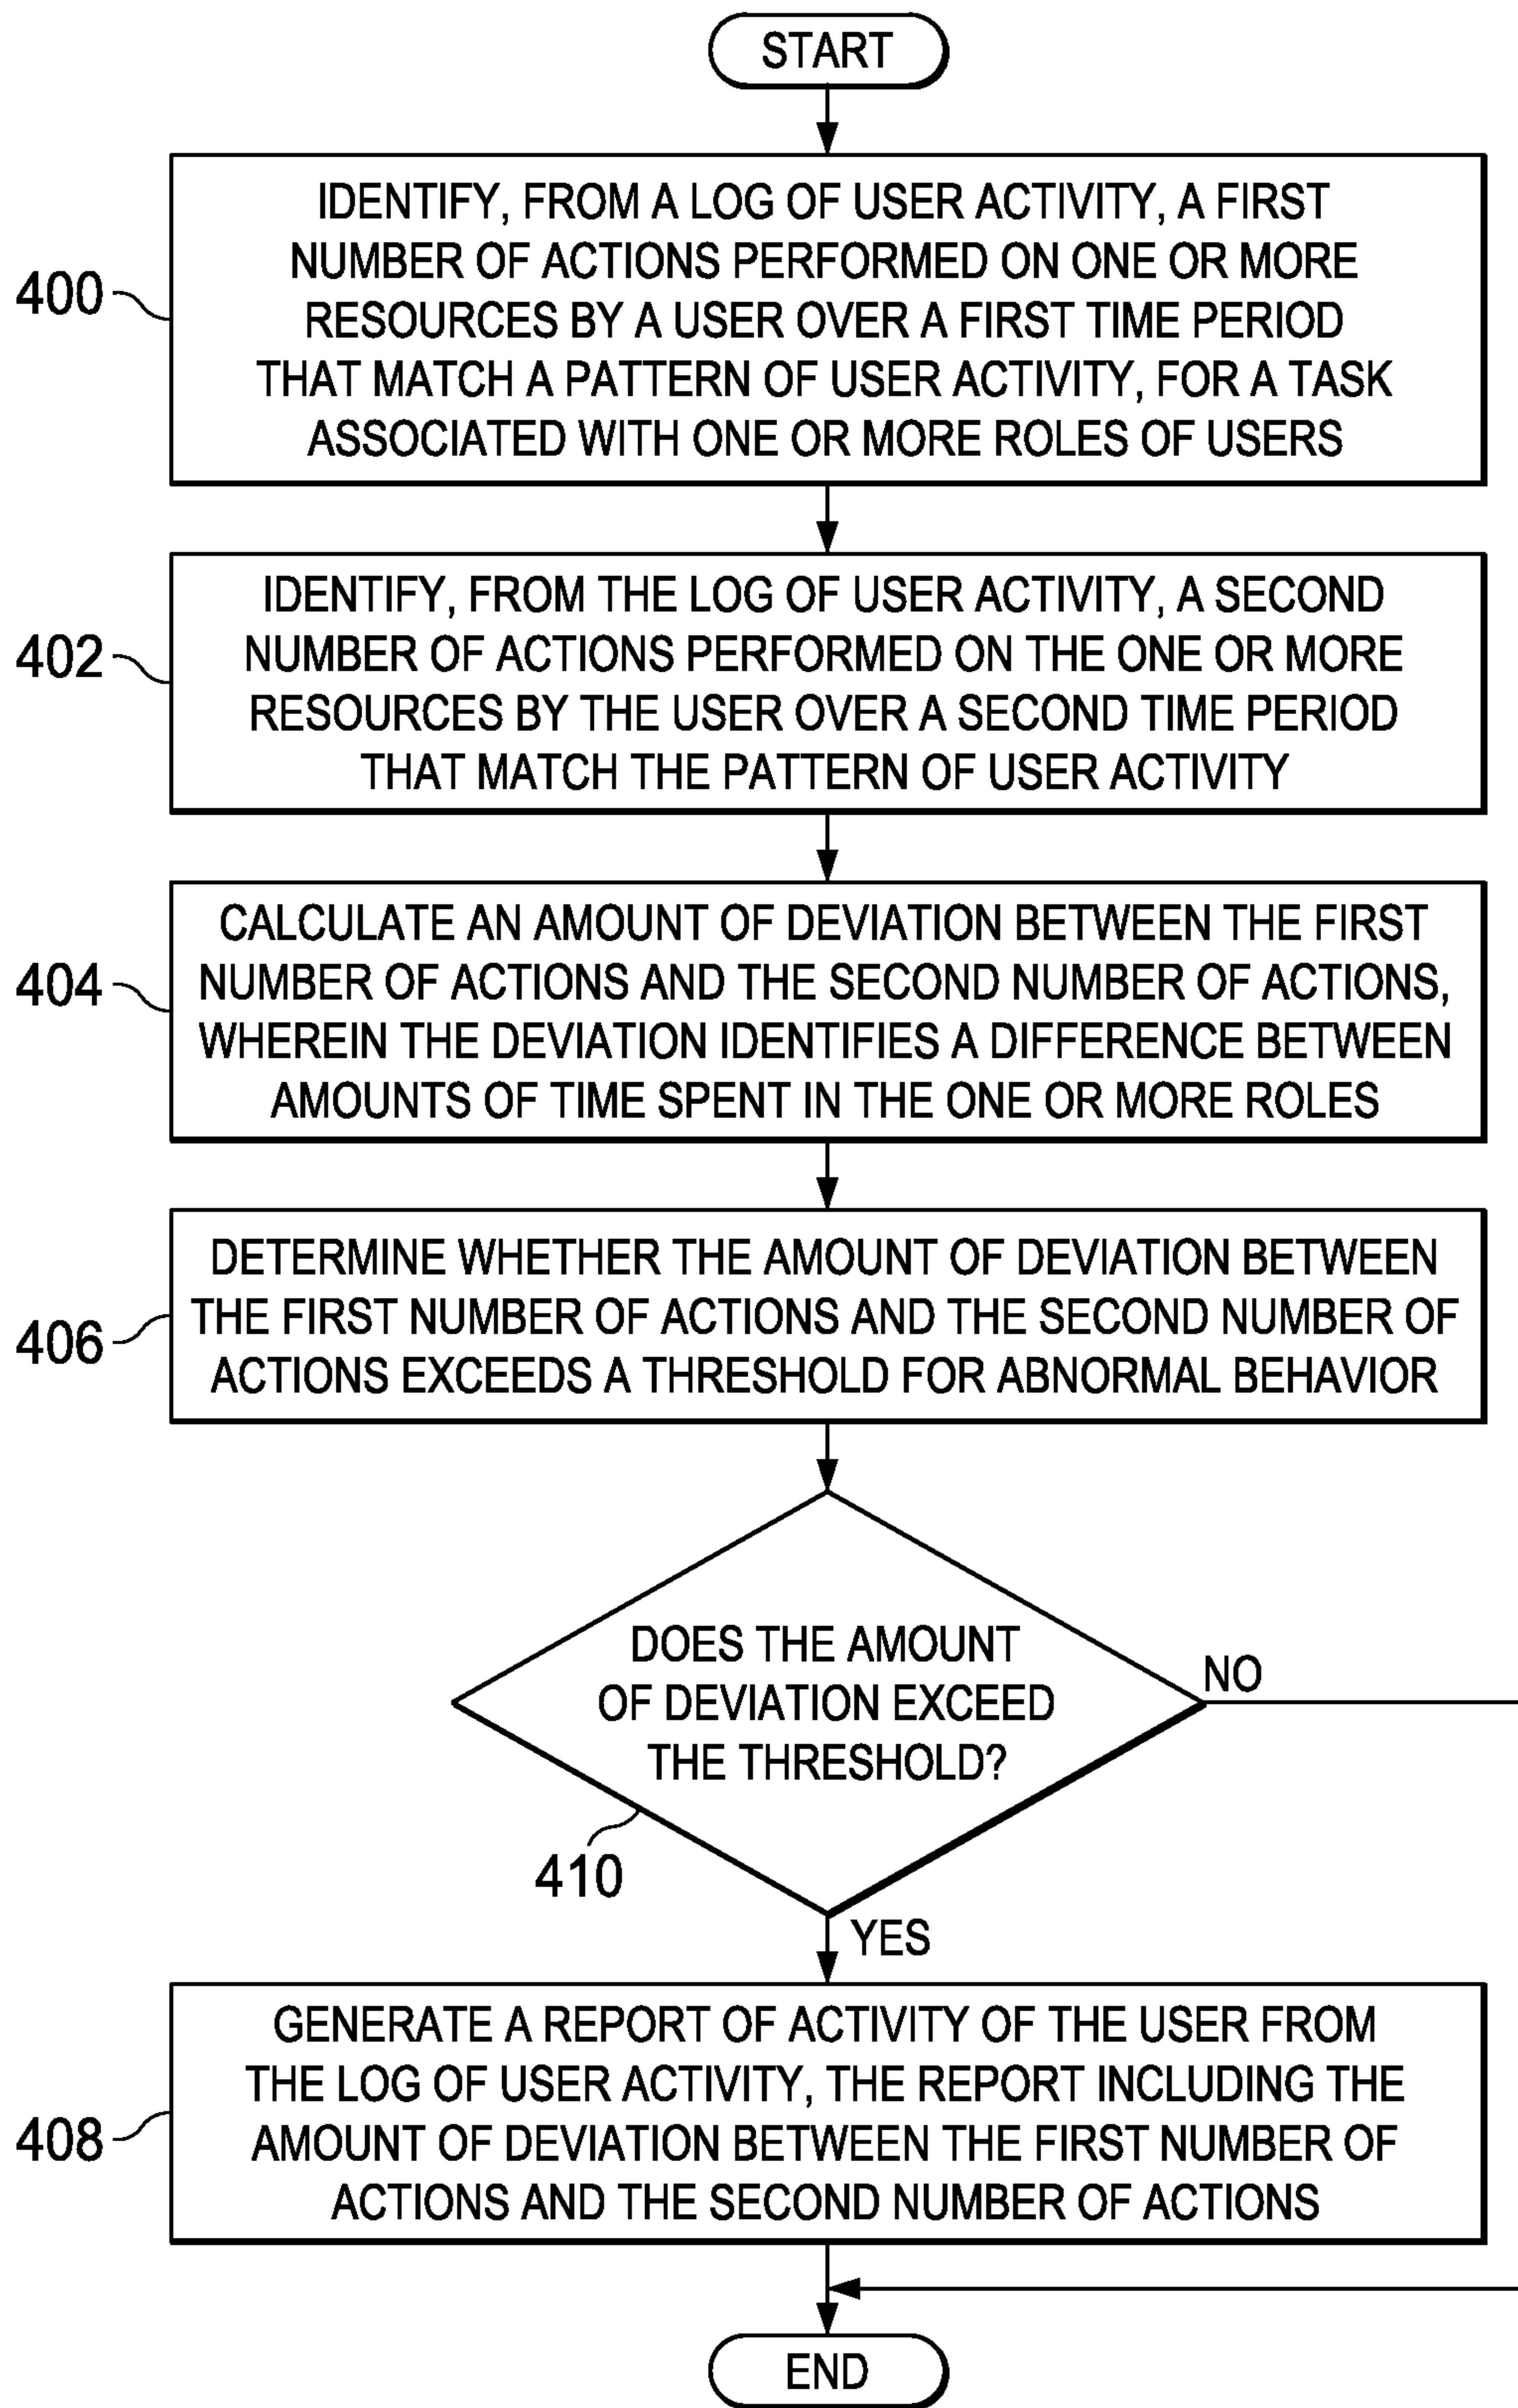 START
IDENTIFY, FROM A LOG OF USER ACTIVITY, A FIRST
NUMBER OF ACTIONS PERFORMED ON ONE OR MORE
RESOURCES BY A USER OVER A FIRST TIME PERIOD
THAT MATCH A PATTERN OF USER ACTIVITY, FOR A TASK
ASSOCIATED WITH ONE OR MORE ROLES OF USERS
400
IDENTIFY, FROM THE LOG OF USER ACTIVITY, A SECOND
NUMBER OF ACTIONS PERFORMED ON THE ONE OR MORE
RESOURCES BY THE USER OVER A SECOND TIME PERIOD
THAT MATCH THE PATTERN OF USER ACTIVITY
402
CALCULATE AN AMOUNT OF DEVIATION BETWEEN THE FIRST
NUMBER OF ACTIONS AND THE SECOND NUMBER OF ACTIONS,
WHEREIN THE DEVIATION IDENTIFIES A DIFFERENCE BETWEEN
AMOUNTS OF TIME SPENT IN THE ONE OR MORE ROLES
404
DETERMINE WHETHER THE AMOUNT OF DEVIATION BETWEEN
THE FIRST NUMBER OF ACTIONS AND THE SECOND NUMBER OF
ACTIONS EXCEEDS A THRESHOLD FOR ABNORMAL BEHAVIOR
406
DOES THE AMOUNT
OF DEVIATION EXCEED
THE THRESHOLD?
NO
410
YES
GENERATE A REPORT OF ACTIVITY OF THE USER FROM
THE LOG OF USER ACTIVITY, THE REPORT INCLUDING THE
AMOUNT OF DEVIATION BETWEEN THE FIRST NUMBER OF
ACTIONS AND THE SECOND NUMBER OF ACTIONS
408
END